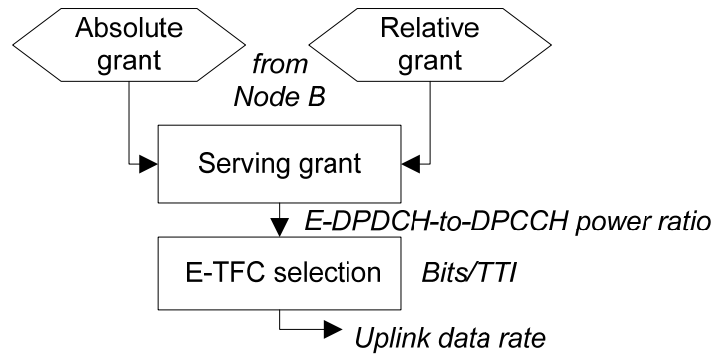 Absolute
grant
Relative
grant
from
Node B
Serving grant
E-DPDCH-to-DPCCH power ratio
E-TFC selection
Bits/TTI
Uplink data rate